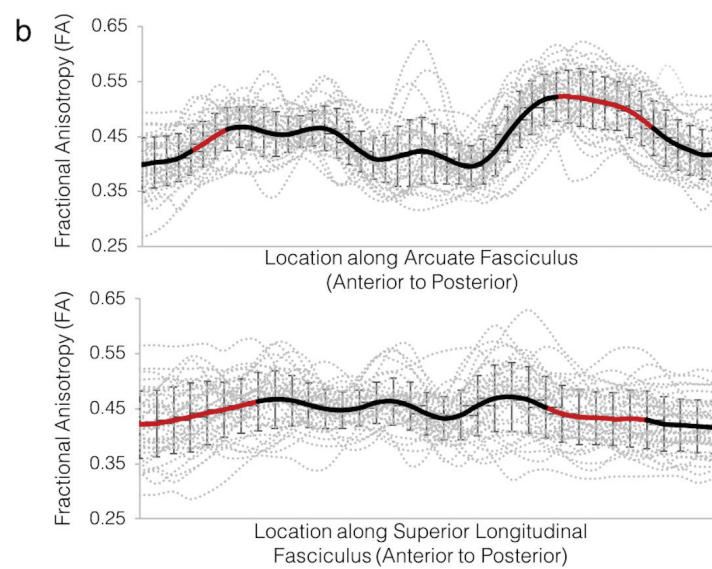 b
Fractional Anisotropy (FA)
0.65
0.55
0.45
0.35
0.25
Location along Arcuate Fasciculus
(Anterior to Posterior)
Fractional Anisotropy (FA)
0.65
0.55
0.45
0.35
0.25
Location along Superior Longitudinal
Fasciculus (Anterior to Posterior)